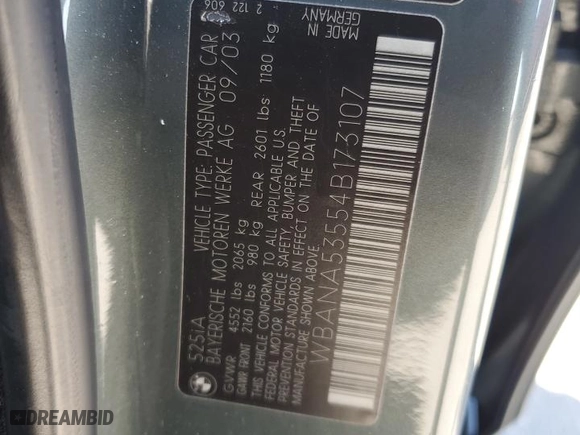 2 122 606
MADE IN
GERMANY
525iA VEHICLE TYPE: PASSENGER CAR
BAYERISCHE MOTOREN WERKE AG 09/03
GVWR 4552 lbs 2065 kg
GAWR FRONT 2160 lbs 980 kg REAR 2601 lbs 1180 kg
THIS VEHICLE CONFORMS TO ALL APPLICABLE U.S.
FEDERAL MOTOR VEHICLE SAFETY, BUMPER AND THEFT
PREVENTION STANDARDS IN EFFECT ON THE DATE OF
MANUFACTURE SHOWN ABOVE.
WBANA53554B173107
DREAMBID